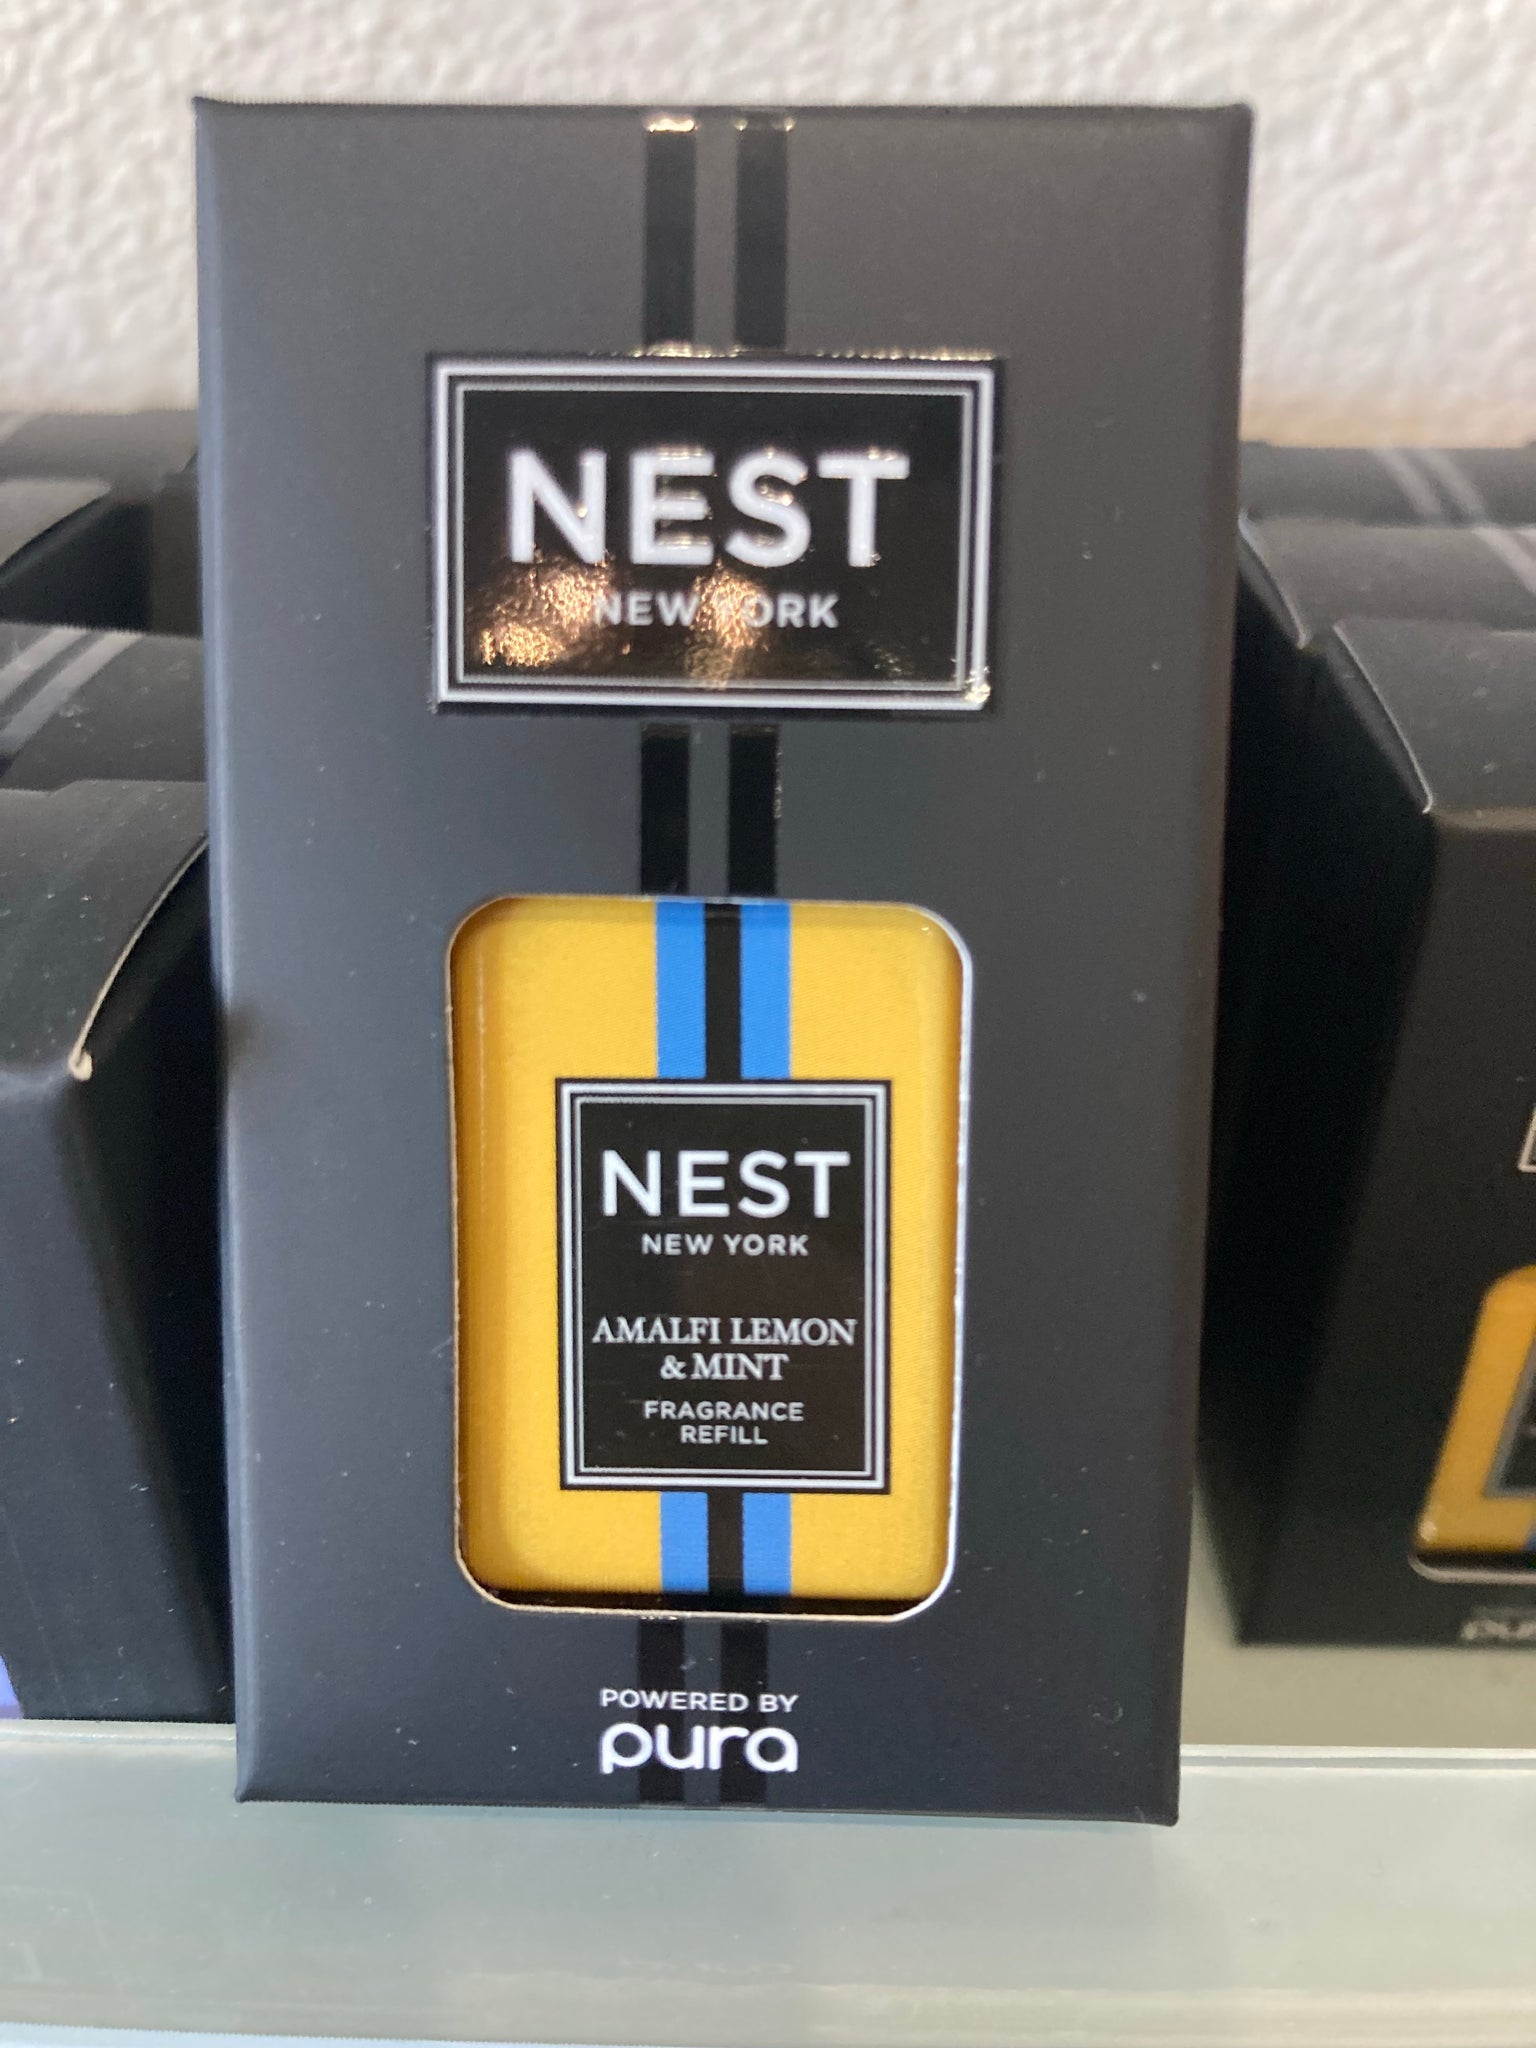 NEST
NEW YORK
NEST
NEW YORK
AMALFI LEMON
& MINT
FRAGRANCE
REFILL
POWERED BY
pura